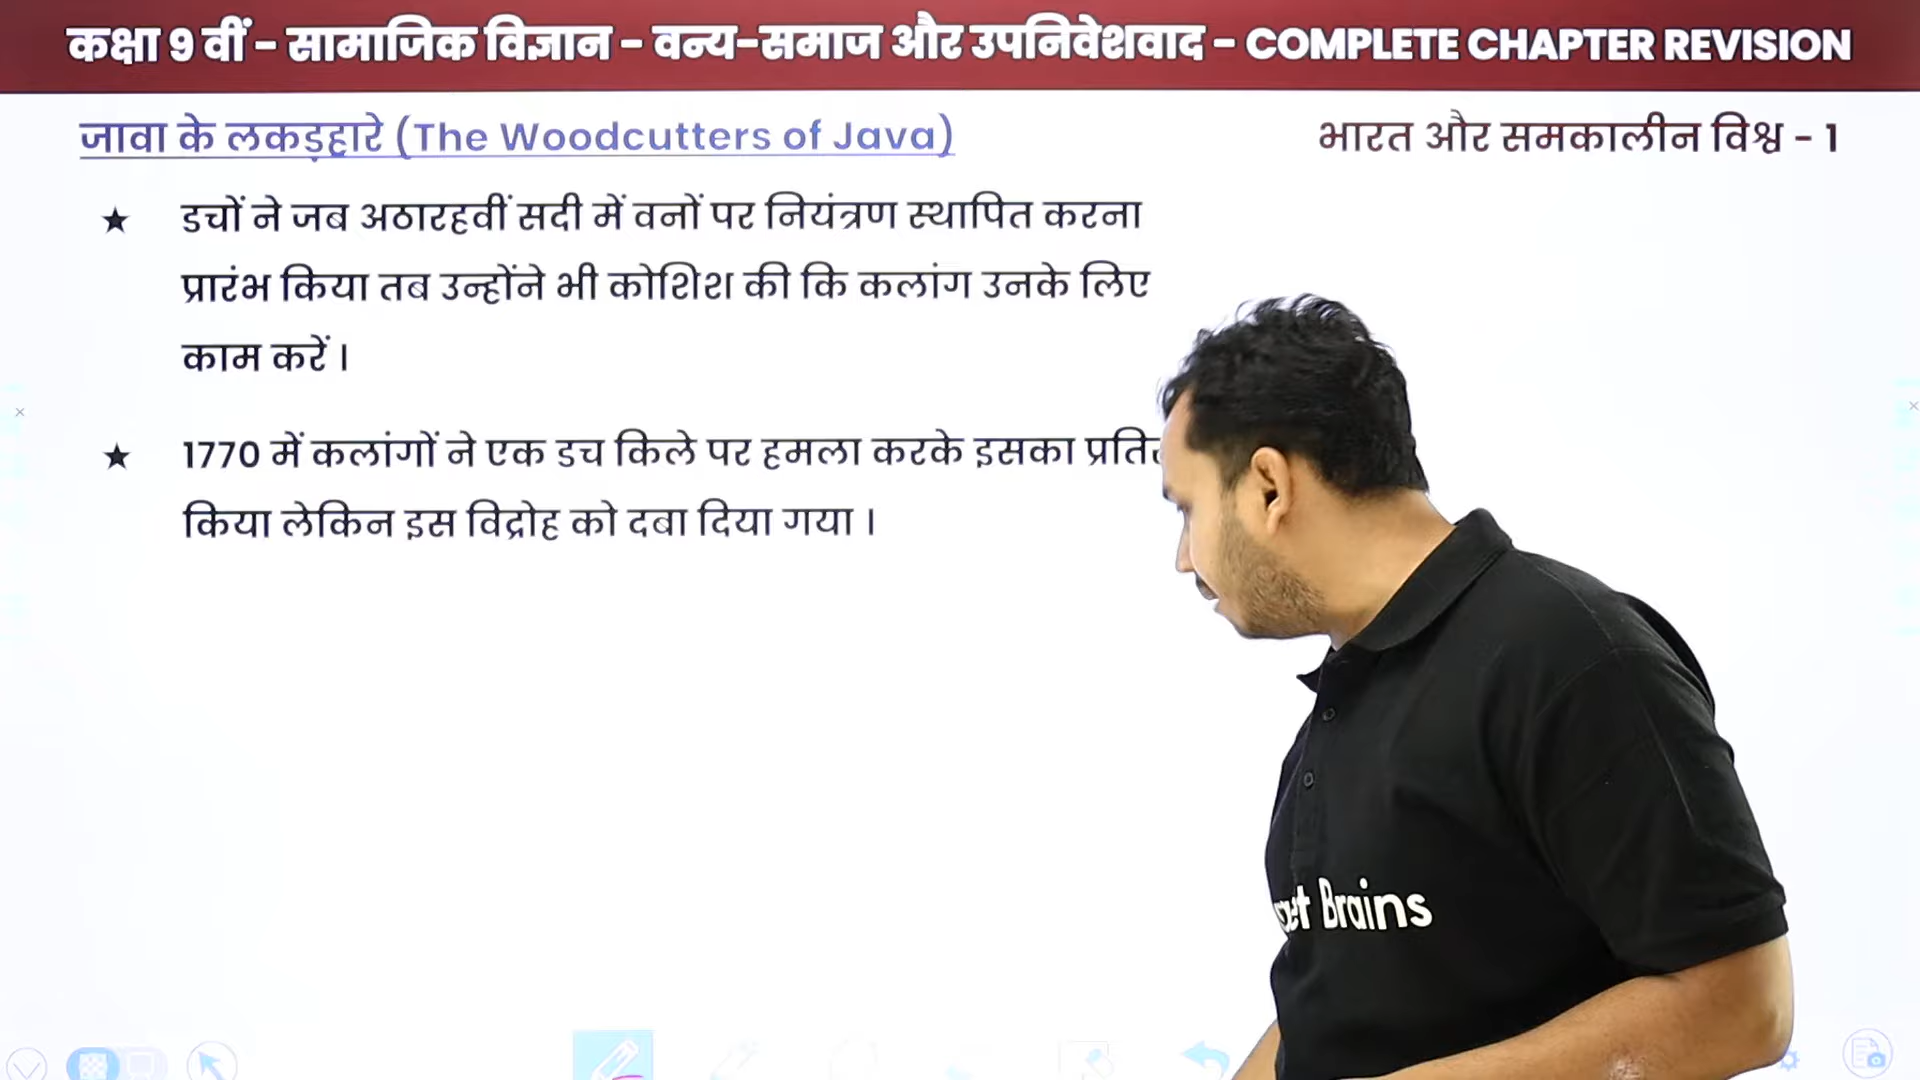 कक्षा 9 वीं - सामाजिक विज्ञान - वन्य-समाज और उपनिवेशवाद - COMPLETE CHAPTER REVISION
जावा के लकड़हारे (The Woodcutters of Java)
भारत और समकालीन विश्व - 1
★ डचों ने जब अठारहवीं सदी में वनों पर नियंत्रण स्थापित करना
प्रारंभ किया तब उन्होंने भी कोशिश की कि कलांग उनके लिए
काम करें ।
★ 1770 में कलांगों ने एक डच किले पर हमला करके इसका
किया लेकिन इस विद्रोह को दबा दिया गया ।
Brains